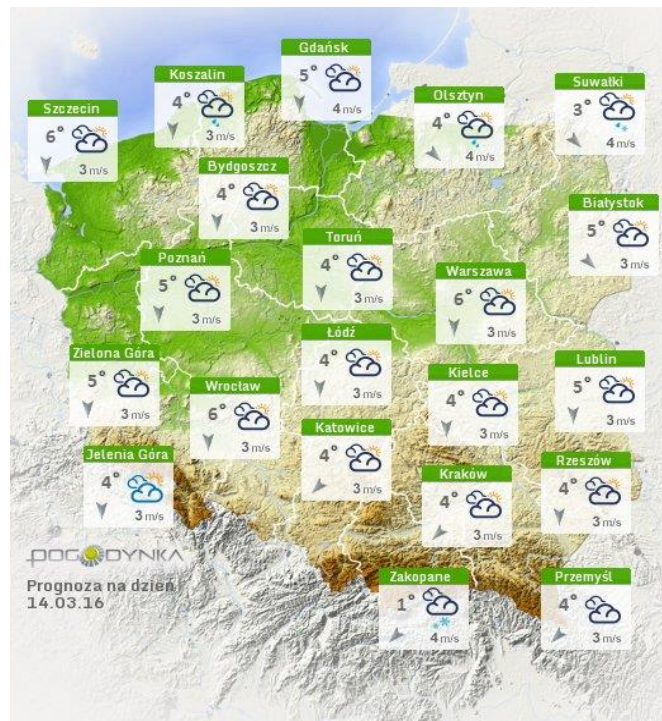 Gdańsk
5°
4 m/s
Koszalin
4°
3 m/s
Suwałki
3°
4 m/s
Olsztyn
4°
4 m/s
Szczecin
6°
3 m/s
Bydgoszcz
4°
3 m/s
Białystok
5°
3 m/s
Toruń
4°
3 m/s
Poznań
5°
3 m/s
Warszawa
6°
3 m/s
Łódź
4°
3 m/s
Zielona Góra
5°
3 m/s
Lublin
5°
3 m/s
Kielce
4°
3 m/s
Wrocław
6°
3 m/s
Katowice
4°
3 m/s
Jelenia Góra
4°
3 m/s
Rzeszów
4°
3 m/s
Kraków
4°
3 m/s
POGODYNKA
Prognoza na dzień
14.03.16
Zakopane
1°
4 m/s
Przemyśl
4°
3 m/s